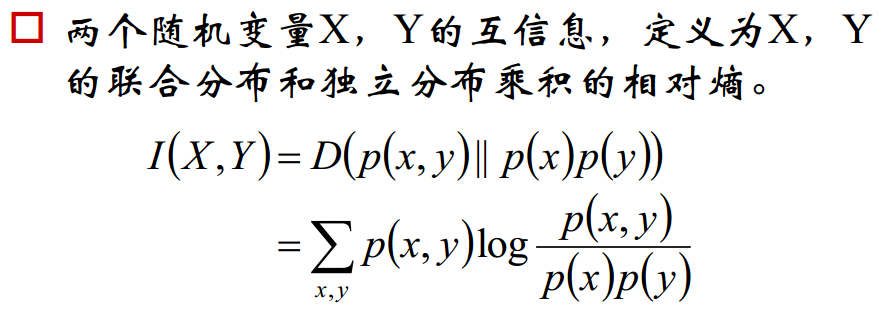 两个随机变量X，Y的互信息，定义为X，Y
的联合分布和独立分布乘积的相对熵。
I(X,Y)= D(p(x,y)|| p(x)p(y))
= ∑_{x,y} p(x,y)log \frac{p(x,y)}{p(x)p(y)}